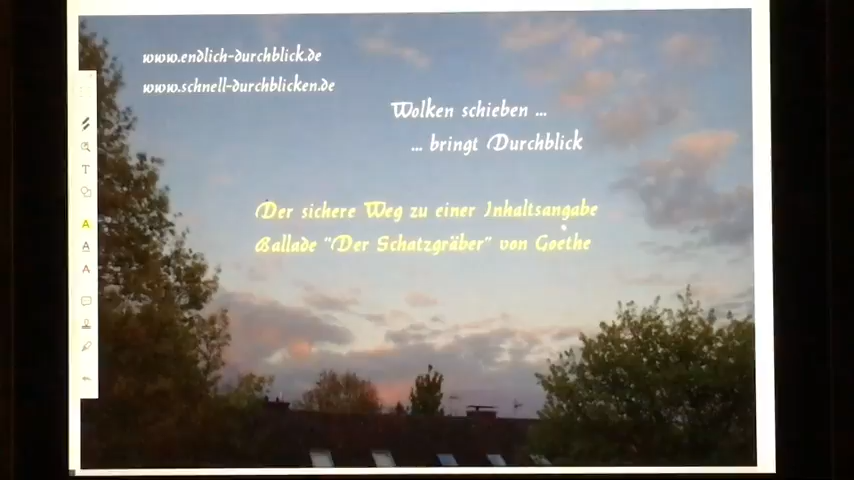 www.endlich-durchblick.de
www.schnell-durchblicken.de
Wolken schieben ...
... bringt Durchblick
Der sichere Weg zu einer Inhaltsangabe
Ballade "Der Schatzgräber" von Goethe
T
A
A
A